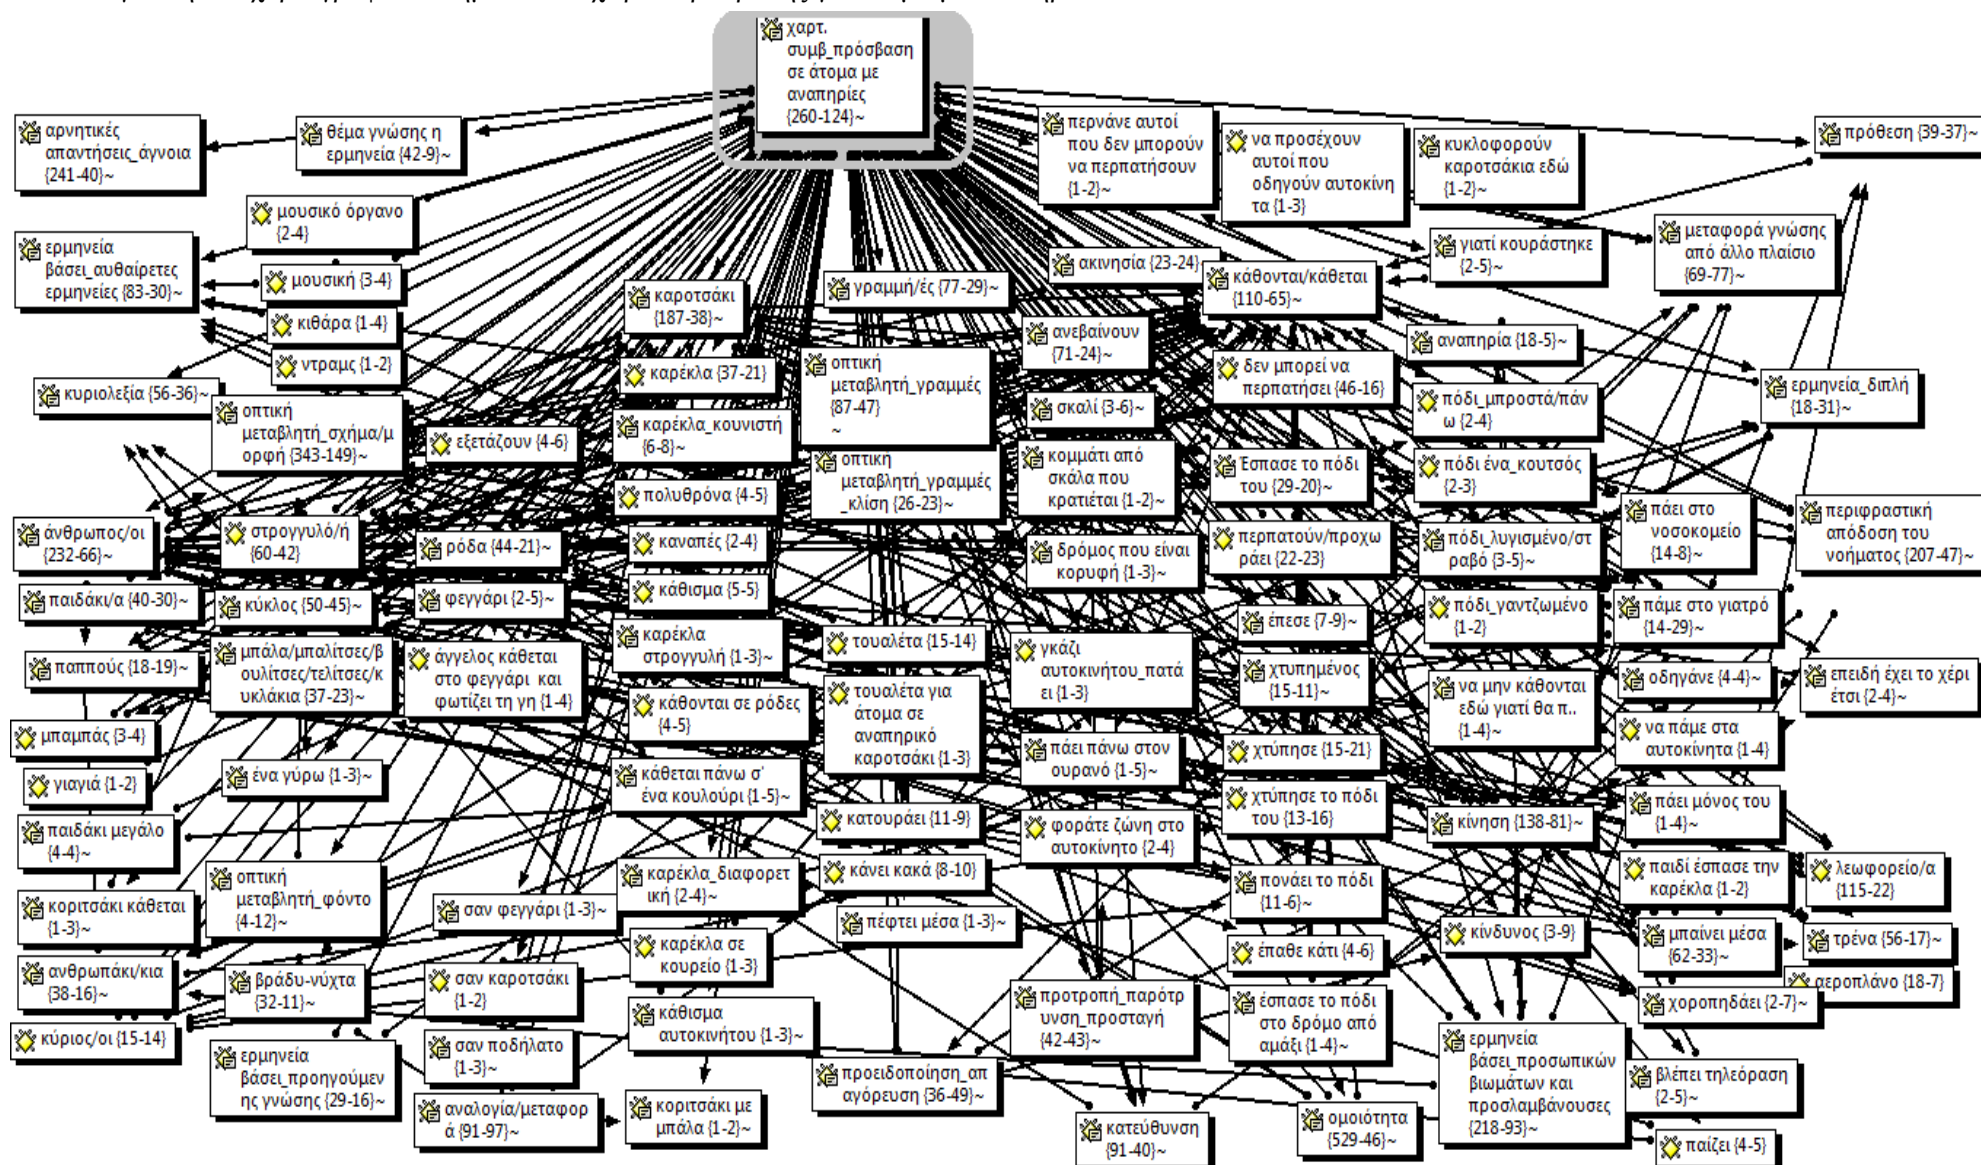 χαρτ.
συμβ_πρόσβαση
σε άτομα με
αναπηρίες
{260-124}~
αρνητικές
απαντήσεις_άγνοια
{241-40}~
θέμα γνώσης η
ερμηνεία {42-9}~
περνάνε αυτοί
που δεν μπορούν
να περπατήσουν
{1-2}~
να προσέχουν
αυτοί που
οδηγούν αυτοκίν
τα {1-3}
κυκλοφορούν
καροτσάκια εδώ
{1-2}~
πρόθεση {39-37}~
μουσικό όργανο
{2-4}
ερμηνεία
βάσει_αυθαίρετες
ερμηνείες {83-30}~
μουσική {3-4}
κιθάρα {1-4}
ντραμς {1-2}
κυριολεξία {56-36}~
οπτική
μεταβλητή_σχήμα/μ
ορφή {343-149}~
εξετάζουν {4-6}
καροτσάκι
{187-38}~
καρέκλα {37-21}
καρέκλα_κουνιστή
{6-8}~
πολυθρόνα {4-5}
καναπές {2-4}
κάθισμα {5-5}
καρέκλα
στρογγυλή {1-3}~
κάθονται σε ρόδες
{4-5}
κάθεται πάνω σ'
ένα κουλούρι {1-5}~
γραμμή/ές {77-29}~
οπτική
μεταβλητή_γραμμές
{87-47}
~
οπτική
μεταβλητή_γραμμές
_κλίση {26-23}~
ακινησία {23-24}
ανεβαίνουν
{71-24}~
σκαλί {3-6}~
κομμάτι από
σκάλα που
κρατιέται {1-2}~
δρόμος που είναι
κορυφή {1-3}~
κάθονται/κάθεται
{110-65}~
γιατί κουράστηκε
{2-5}~
μεταφορά γνώσης
από άλλο πλαίσιο
{69-77}~
δεν μπορεί να
περπατήσει {46-16}
αναπηρία {18-5}~
πόδι_μπροστά/πάν
ω {2-4}
ερμηνεία_διπλή
{18-31}~
Έσπασε το πόδι
του {29-20}~
πόδι ένα_κουτσός
{2-3}
πάει στο
νοσοκομείο
{14-8}~
περιφραστική
απόδοση του
νοήματος {207-47}~
άνθρωπος/οι
{232-66}~
στρογγυλό/ή
{60-42}
ρόδα {44-21}~
περπατούν/προχω
ράει {22-23}
πόδι_λυγισμένο/στ
ραβό {3-5}~
παιδάκι/α {40-30}~
κύκλος {50-45}~
φεγγάρι {2-5}~
έπεσε {7-9}~
πόδι_γαντζωμένο
{1-2}
πάμε στο γιατρό
{14-29}~
παππούς {18-19}~
μπάλα/μπαλίτσες/β
ουλίτσες/τελίτσες/κ
υκλάκια {37-23}~
άγγελος κάθεται
στο φεγγάρι και
φωτίζει τη γη {1-4}
τουαλέτα {15-14}
τουαλέτα για
άτομα σε
αναπηρικό
καροτσάκι {1-3}
γκάζι
αυτοκινήτου_πατά
ει {1-3}
χτυπημένος
{15-11}~
να μην κάθονται
εδώ γιατί θα π..
{1-4}~
οδηγάνε {4-4}~
επειδή έχει το χέρι
έτσι {2-4}~
μπαμπάς {3-4}
πάει πάνω στον
ουρανό {1-5}~
χτύπησε {15-21}
να πάμε στα
αυτοκίνητα {1-4}
γιαγιά {1-2}
ένα γύρω {1-3}~
χτύπησε το πόδι
του {13-16}
πάει μόνος του
{1-4}~
παιδάκι μεγάλο
{4-4}~
κατουράει {11-9}
φοράτε ζώνη στο
αυτοκίνητο {2-4}
κίνηση {138-81}~
οπτική
μεταβλητή_φόντο
{4-12}~
καρέκλα_διαφορετ
ική {2-4}~
κάνει κακά {8-10}
πονάει το πόδι
{11-6}~
παιδί έσπασε την
καρέκλα {1-2}
λεωφορείο/α
{115-22}
κοριτσάκι κάθεται
{1-3}~
σαν φεγγάρι {1-3}~
πέφτει μέσα {1-3}~
κίνδυνος {3-9}
μπαίνει μέσα
{62-33}~
τρένα {56-17}~
ανθρωπάκι/κια
{38-16}~
βράδυ-νύχτα
{32-11}~
σαν καροτσάκι
{1-2}
καρέκλα σε
κουρείο {1-3}
έπαθε κάτι {4-6}
αεροπλάνο {18-7}
χοροπηδάει {2-7}~
κύριος/οι {15-14}
ερμηνεία
βάσει_προηγούμεν
ης γνώσης {29-16}~
σαν ποδήλατο
{1-3}~
κάθισμα
αυτοκινήτου {1-3}~
προτροπή_παρότρ
υνση_προσταγή
{42-43}~
έσπασε το πόδι
στο δρόμο από
αμάξι {1-4}~
ερμηνεία
βάσει_προσωπικών
βιωμάτων και
προσλαμβάνουσες
{218-93}~
βλέπει τηλεόραση
{2-5}~
προειδοποίηση_απ
αγόρευση {36-49}~
αναλογία/μεταφορ
ά {91-97}~
κοριτσάκι με
μπάλα {1-2}~
κατεύθυνση
{91-40}~
ομοιότητα
{529-46}~
παίζει {4-5}